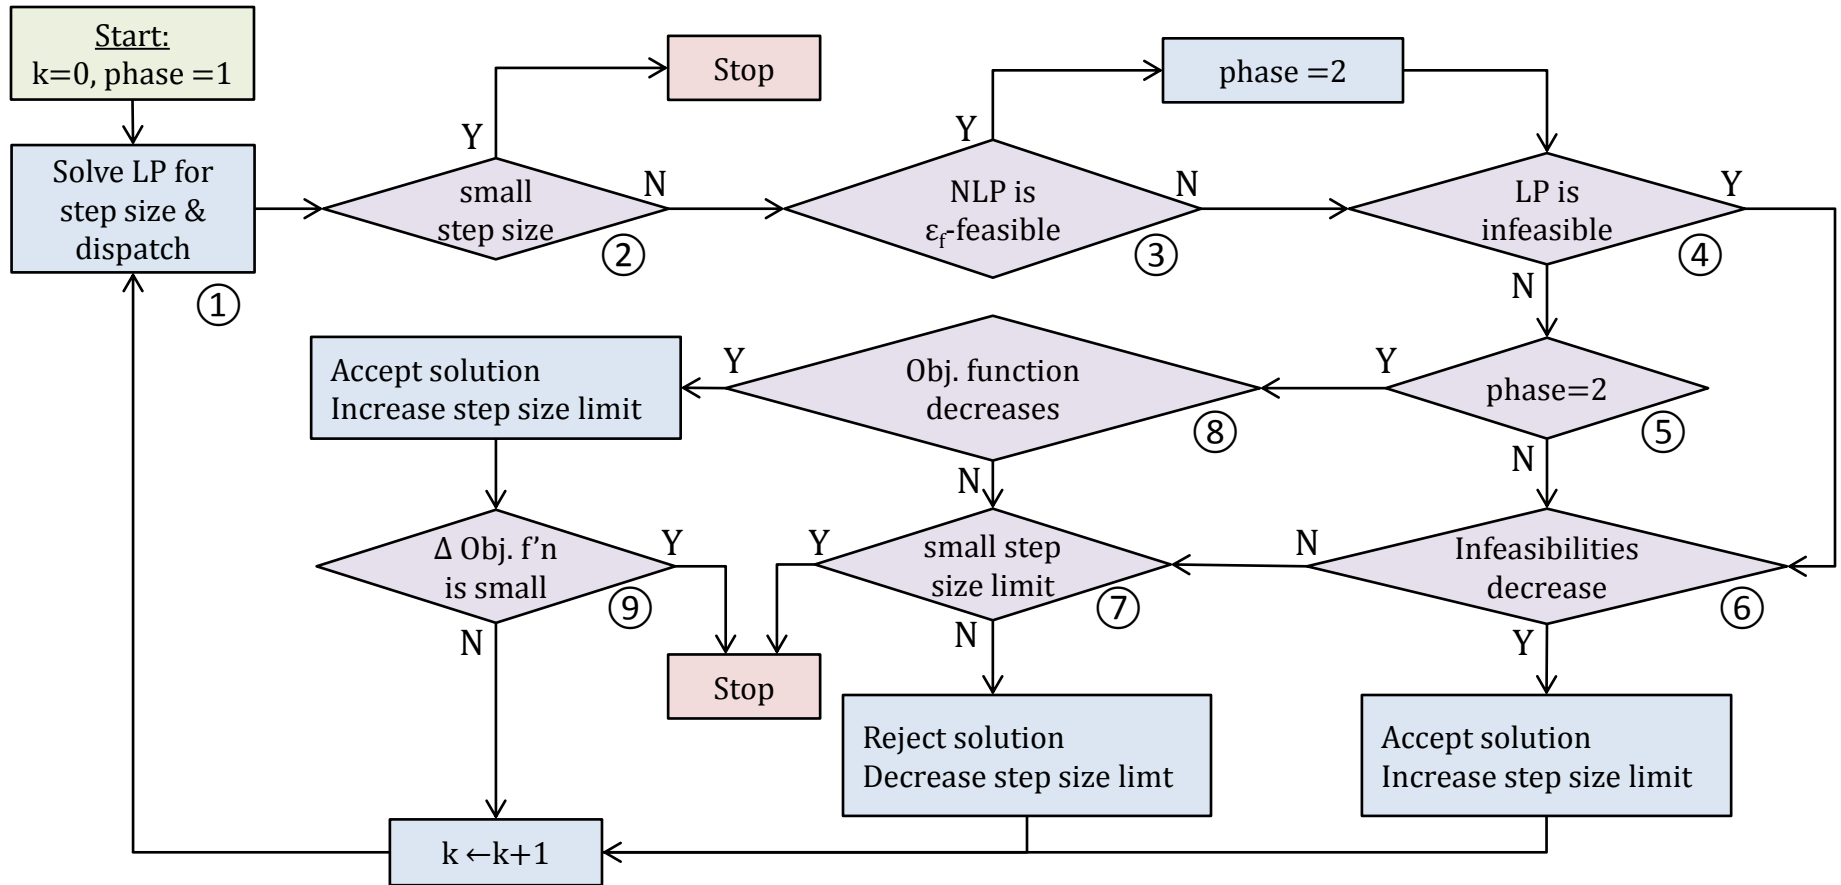 Start:
k=0, phase =1
Stop
phase =2
Y
Y
Solve LP for
step size &
dispatch
①
small
step size
②
N
NLP is
εf-feasible
③
N
LP is
infeasible
④
Y
N
Accept solution
Increase step size limit
Y
Obj. function
decreases
⑧
Y
phase=2
⑤
N
N
Δ Obj. f'n
is small
⑨
Y
N
Y
small step
size limit
⑦
N
N
Infeasibilities
decrease
⑥
Y
Stop
Reject solution
Decrease step size limt
Accept solution
Increase step size limit
k ←k+1